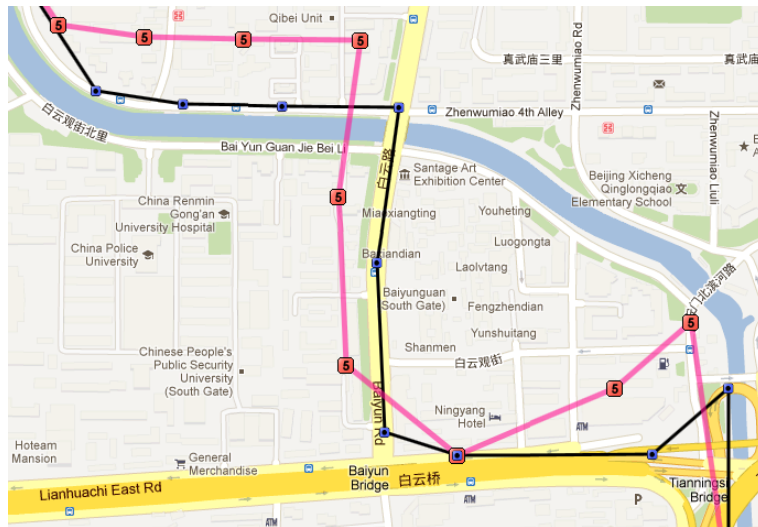 Qibei Unit
5
5
5
5
真武庙三里
真武庙
Zhenwumiao Rd
Zhenwumiao 4th Alley
Zhenwumiao Liuli
白云观街北里
Bai Yun Guan Jie Bei Li
白云路
Santage Art
Exhibition Center
Beijing Xicheng
Qinglongqiao
Elementary School
文
China Renmin
Gong'an
University Hospital
5
Miaoxiangting
Youheting
China Police
University
Luogongta
Laolvtang
Baiyunguan
(South Gate)
Fengzhendian
5
Yunshuitang
Shanmen
白云观街
Chinese People's
Public Security
University
(South Gate)
5
5
Baiyun Rd
Ningyang
Hotel
ATM
Hoteam
Mansion
General
Merchandise
ATM
Baiyun
Bridge
白云桥
Tianningsi
Bridge
Lianhuachi East Rd
P
ATM